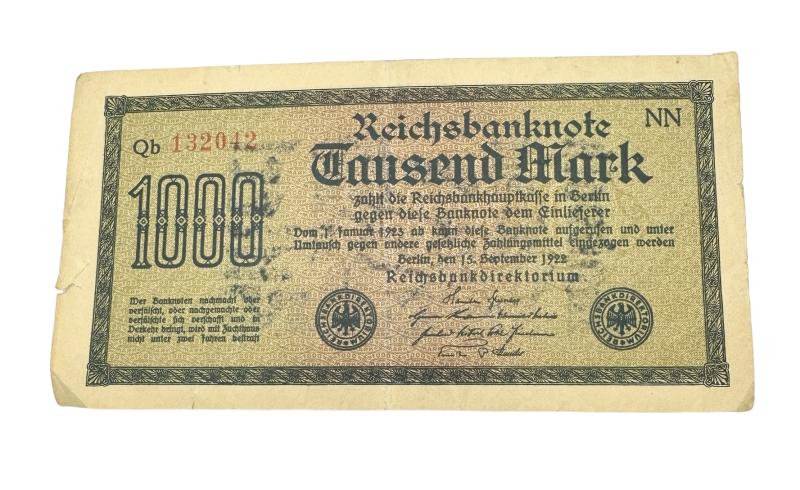 Qb 132042
NN
Reichsbanknote
Tausend Mark
1000
zahlt die Reichsbankhauptkasse in Berlin
gegen diese Banknote dem Einlieferer
Vom 1. Januar 1923 ab kann diese Banknote aufgerufen und unter
Umtausch gegen andere gesetzliche Zahlungsmittel eingezogen werden
Berlin, den 15. September 1922
Reichsbankdirektorium
Wer Banknoten nachmacht oder
verfälscht, oder nachgemachte oder
verfälschte sich verschafft und in
Verkehr bringt, wird mit Zuchthaus
nicht unter zwei Jahren bestraft
REICHSBANKDIREKTORIUM
REICHSBANKDIREKTORIUM